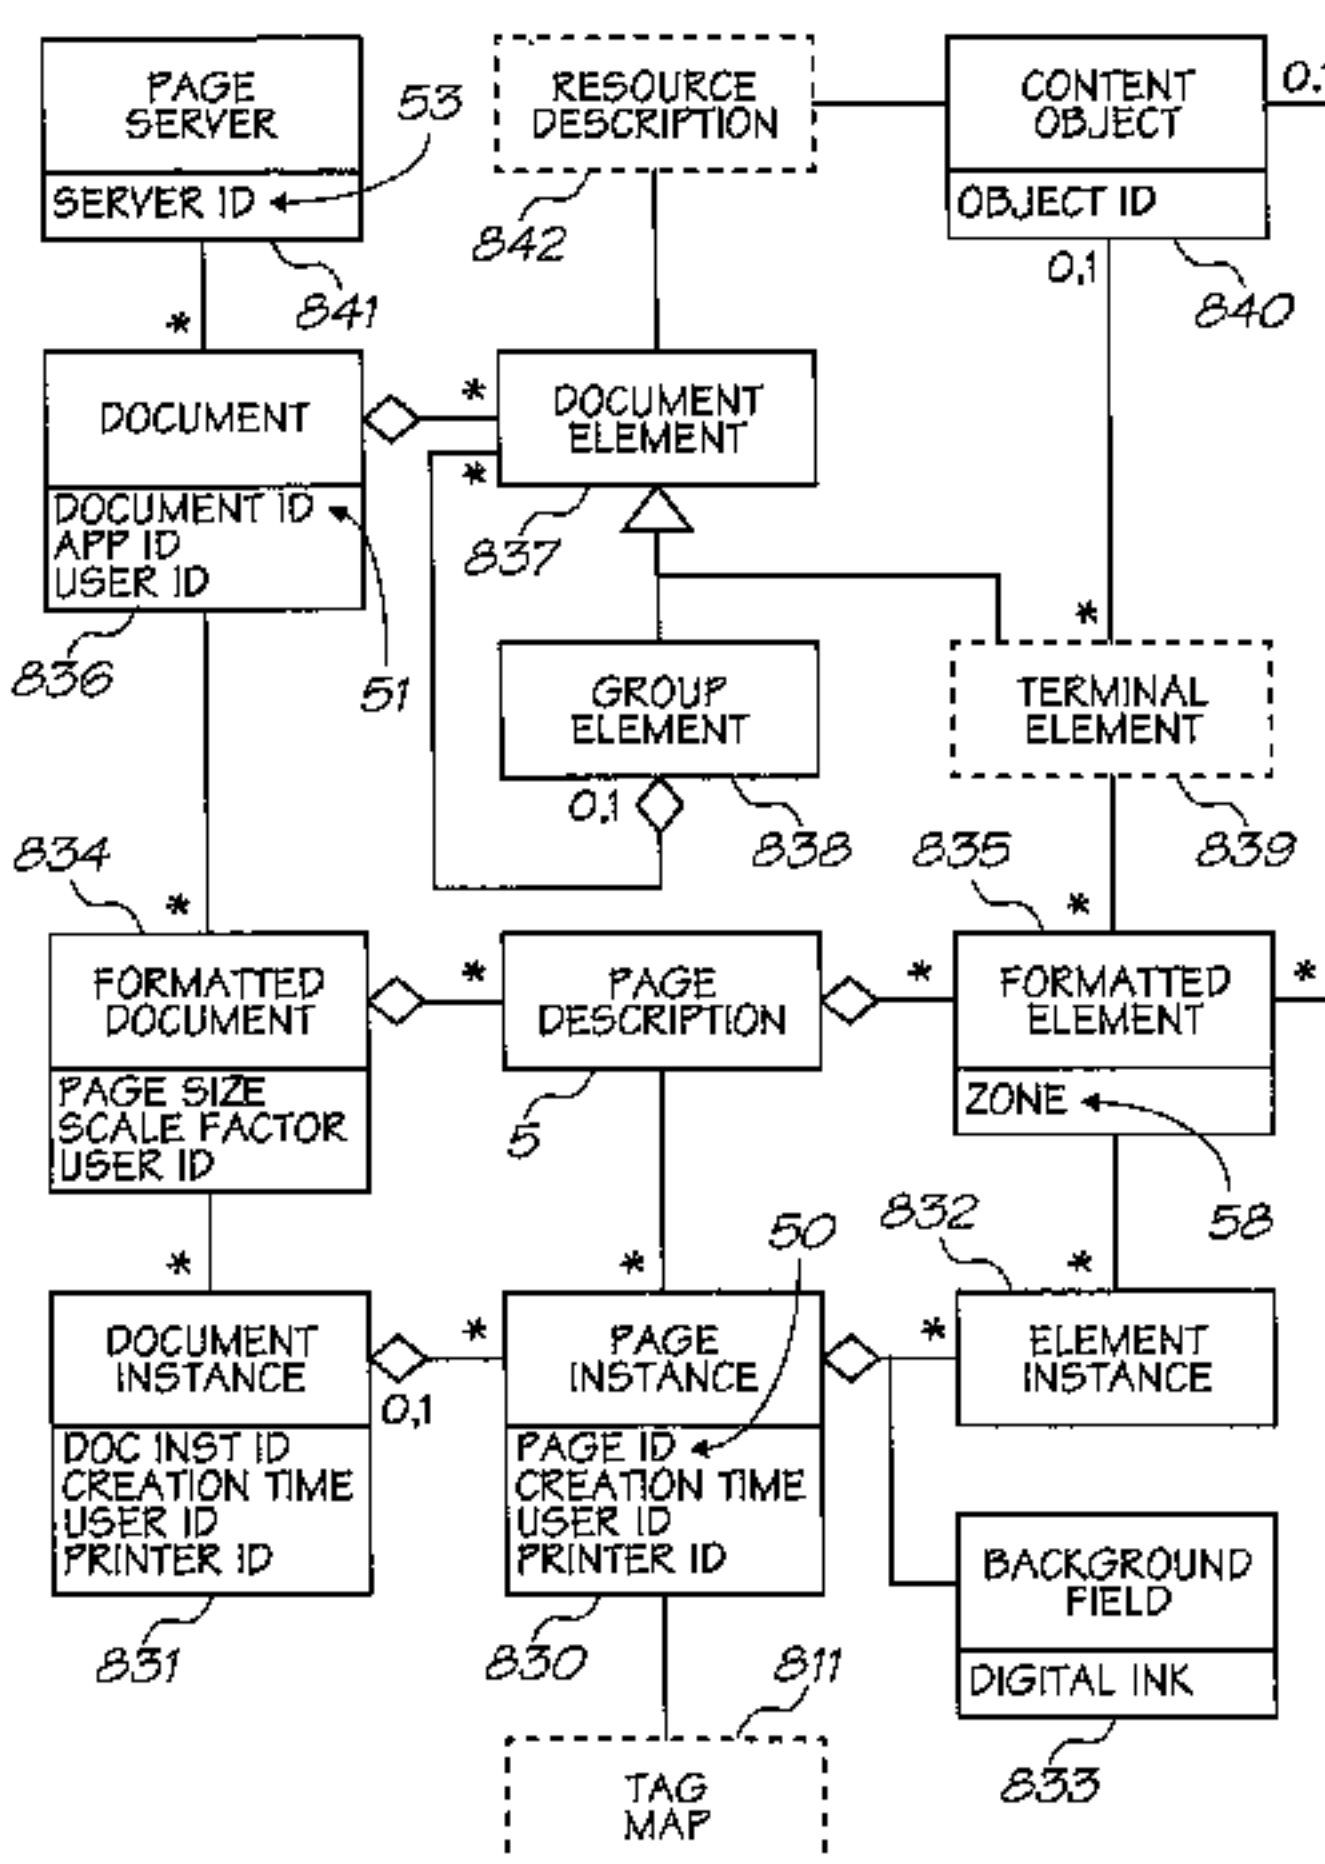 PAGE
SERVER
SERVER ID
53
841
*
RESOURCE
DESCRIPTION
842
CONTENT
OBJECT
OBJECT ID
0,1
840
DOCUMENT
DOCUMENT ID
APP ID
USER ID
836
51
*
*
DOCUMENT
ELEMENT
837
GROUP
ELEMENT
0,1
838
*
TERMINAL
ELEMENT
839
834
*
FORMATTED
DOCUMENT
PAGE SIZE
SCALE FACTOR
USER ID
*
PAGE
DESCRIPTION
5
*
835
*
FORMATTED
ELEMENT
ZONE
58
*
*
DOCUMENT
INSTANCE
DOC INST ID
CREATION TIME
USER ID
PRINTER ID
831
0,1
*
*
50
PAGE
INSTANCE
PAGE ID
CREATION TIME
USER ID
PRINTER ID
830
832
*
*
ELEMENT
INSTANCE
BACKGROUND
FIELD
DIGITAL INK
833
811
TAG
MAP